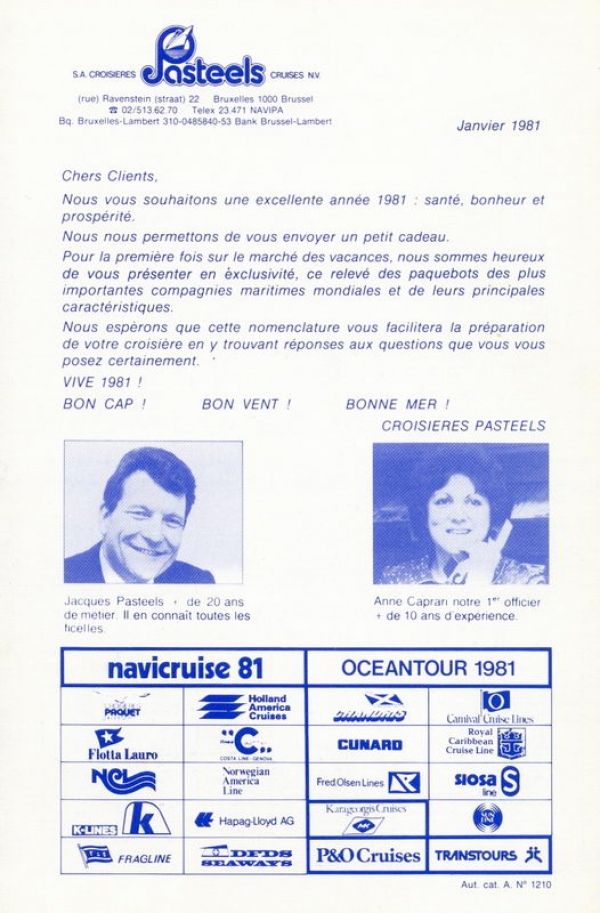 S.A. CROISIERES Pasteels CRUISES N.V.
(rue) Ravenstein (straat) 22 Bruxelles 1000 Brussel
☎ 02/513.62.70 Telex 23.471 NAVIPA
Bq. Bruxelles-Lambert 310-0485840-53 Bank Brussel-Lambert
Janvier 1981
Chers Clients,
Nous vous souhaitons une excellente année 1981 : santé, bonheur et
prospérité.
Nous nous permettons de vous envoyer un petit cadeau.
Pour la première fois sur le marché des vacances, nous sommes heureux
de vous présenter en èxclusivité, ce relevé des paquebots des plus
importantes compagnies maritimes mondiales et de leurs principales
caractéristiques.
Nous espèrons que cette nomenclature vous facilitera la préparation
de votre croisière en y trouvant réponses aux questions que vous vous
posez certainement.
VIVE 1981 !
BON CAP ! BON VENT ! BONNE MER !
CROISIERES PASTEELS
Jacques Pasteels + de 20 ans
de metier. Il en connait toutes les
ficelles.
Anne Caprari notre 1er officier
+ de 10 ans d'expérience.
navicruise 81
OCEANTOUR 1981
PAQUET
Holland
America
Cruises
CHANDRIS
Carnival Cruise Lines
Flotta Lauro
"C"
COSTA LINE - GENOVA
CUNARD
Royal
Caribbean
Cruise Line
NCL
Norwegian
America
Line
Fred.Olsen Lines
siosa
line S
K-LINES k
Hapag-Lloyd AG
Karageorgis Cruises
MK
SUN
LINE
FRAGLINE
DFDS
SEAWAYS
P&O Cruises
TRANSTOURS
Aut. cat. A. N° 1210